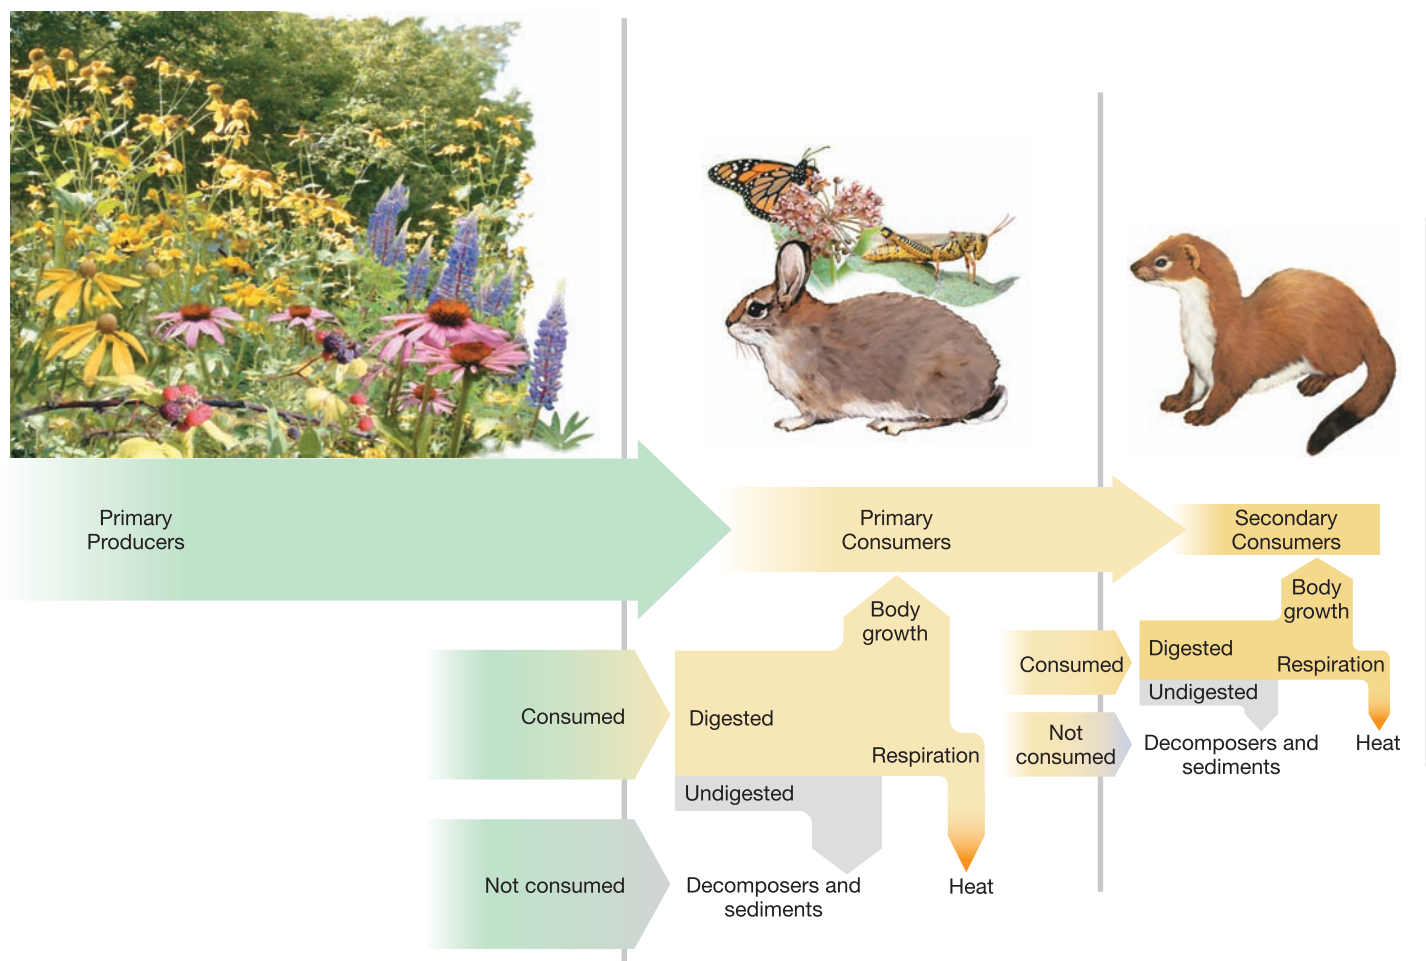 Primary
Producers
Primary
Consumers
Secondary
Consumers
Body
growth
Consumed
Digested
Respiration
Undigested
Not consumed
Decomposers and
sediments
Heat
Body
growth
Consumed
Digested
Respiration
Undigested
Not
consumed
Decomposers and
sediments
Heat